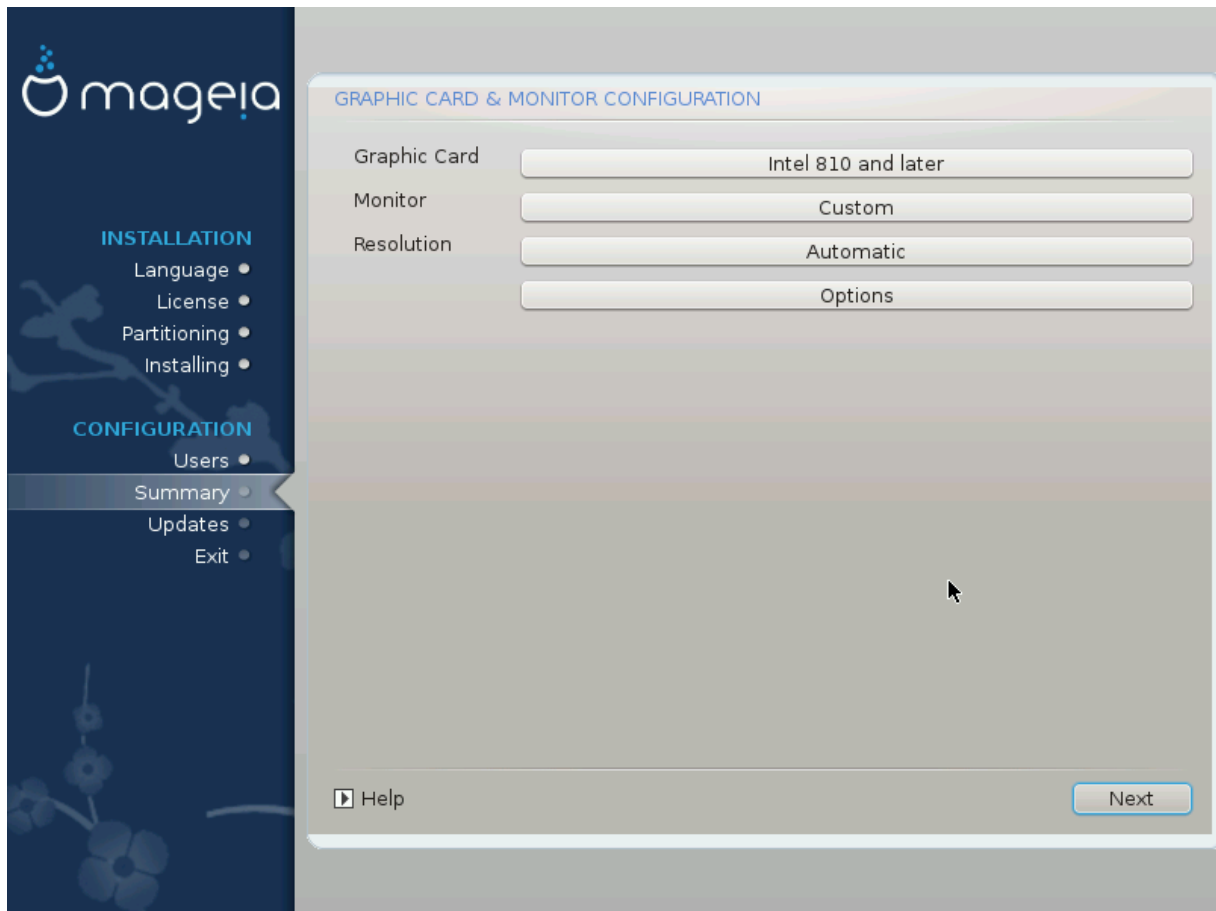 mageia
INSTALLATION
Language
License
Partitioning
Installing
CONFIGURATION
Users
Summary
Updates
Exit
GRAPHIC CARD & MONITOR CONFIGURATION
Graphic Card Intel 810 and later
Monitor Custom
Resolution Automatic
Options
Help
Next